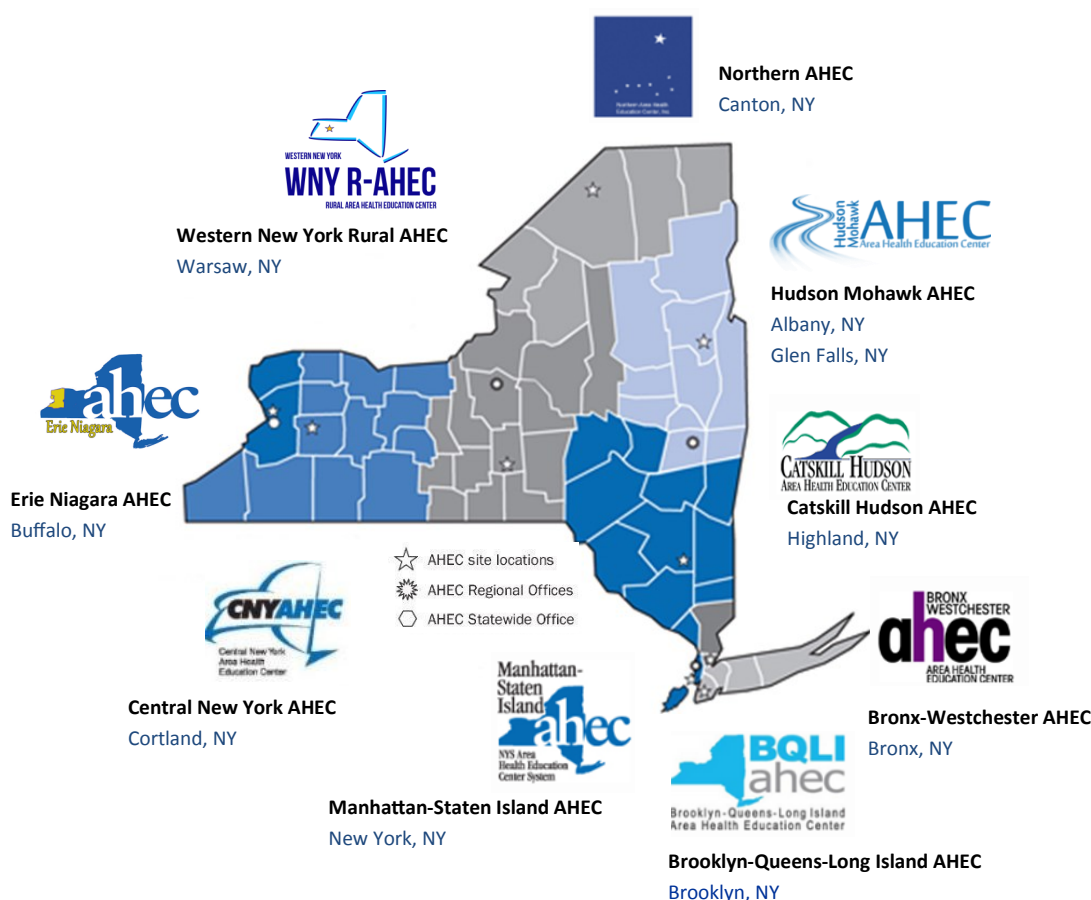 Northern Area Health
Education Center, Inc.
Northern AHEC
Canton, NY
WESTERN NEW YORK
WNY R-AHEC
RURAL AREA HEALTH EDUCATION CENTER
Western New York Rural AHEC
Warsaw, NY
Hudson
Mohawk
AHEC
Area Health Education Center
Hudson Mohawk AHEC
Albany, NY
Glen Falls, NY
ahec
Erie Niagara
Erie Niagara AHEC
Buffalo, NY
CATSKILL HUDSON
AREA HEALTH EDUCATION CENTER
Catskill Hudson AHEC
Highland, NY
AHEC site locations
AHEC Regional Offices
AHEC Statewide Office
CNYAHEC
Central New York
Area Health
Education Center
Central New York AHEC
Cortland, NY
Manhattan-
Staten
Island
ahec
NYS Area
Health Education
Center System
Manhattan-Staten Island AHEC
New York, NY
BRONX
WESTCHESTER
ahec
AREA HEALTH
EDUCATION CENTER
Bronx-Westchester AHEC
Bronx, NY
BQLI
ahec
Brooklyn-Queens-Long Island
Area Health Education Center
Brooklyn-Queens-Long Island AHEC
Brooklyn, NY